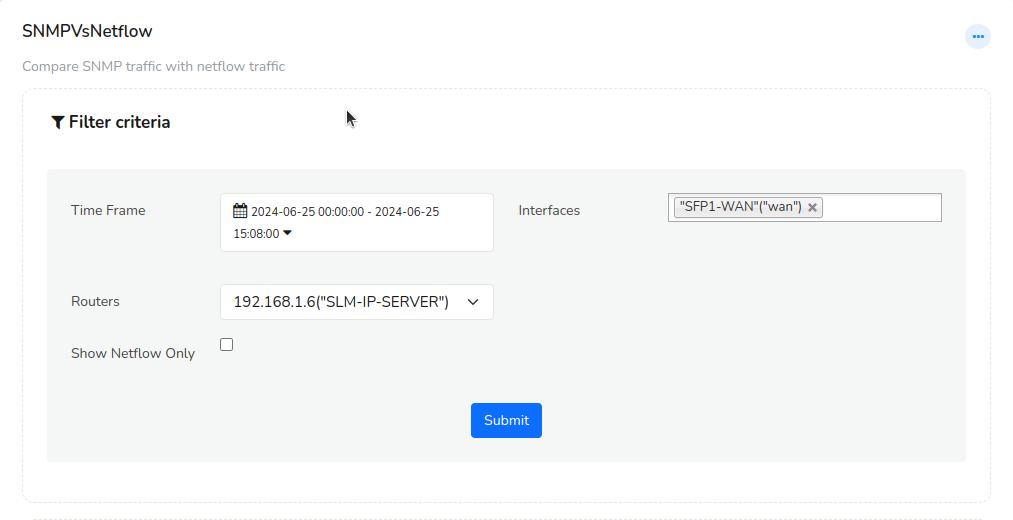 SNMPVsNetflow
Compare SNMP traffic with netflow traffic
Filter criteria
Time Frame
2024-06-25 00:00:00 - 2024-06-25
15:08:00
Interfaces
"SFP1-WAN"("wan")
Routers
192.168.1.6("SLM-IP-SERVER")
Show Netflow Only
Submit